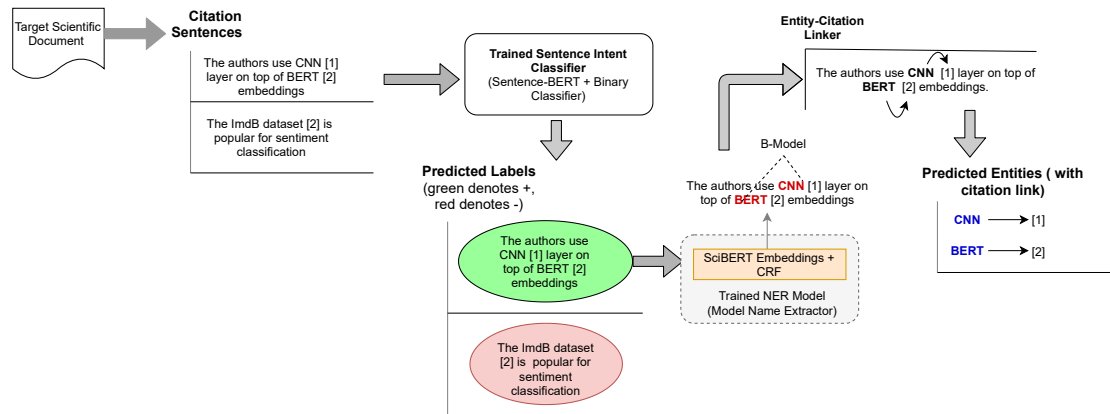 Target Scientific
Document
Citation
Sentences
The authors use CNN [1]
layer on top of BERT [2]
embeddings
The ImdB dataset [2] is
popular for sentiment
classification
Trained Sentence Intent
Classifier
(Sentence-BERT + Binary
Classifier)
Predicted Labels
(green denotes +,
red denotes -)
The authors use
CNN [1] layer on
top of BERT [2]
embeddings
The ImdB dataset
[2] is popular for
sentiment
classification
SciBERT Embeddings +
CRF
Trained NER Model
(Model Name Extractor)
B-Model
The authors use CNN [1] layer on
top of BERT [2] embeddings
Entity-Citation
Linker
The authors use CNN [1] layer on top of
BERT [2] embeddings.
Predicted Entities ( with
citation link)
CNN [1]
BERT [2]